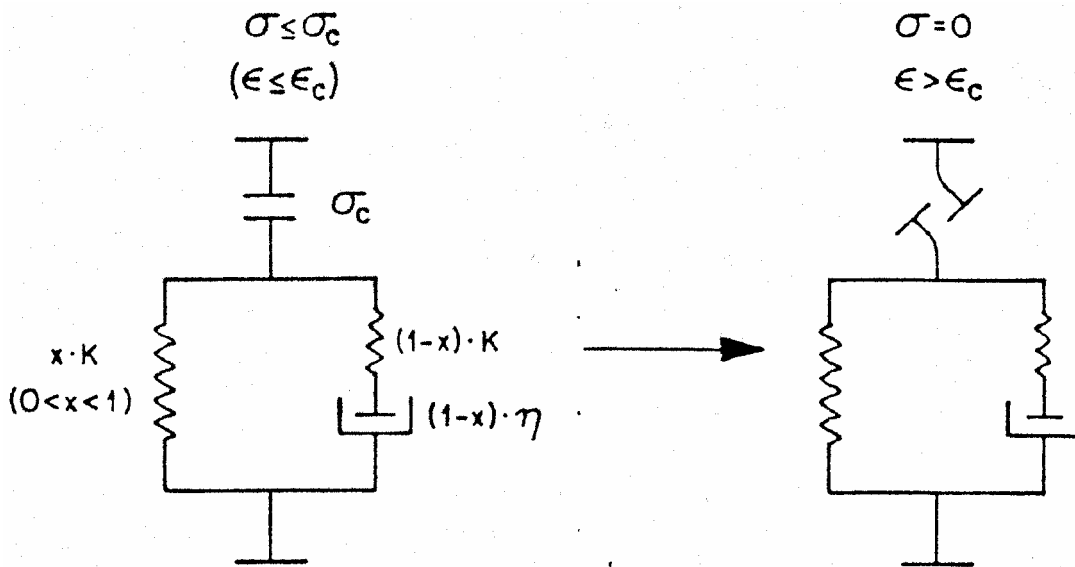 σ ≤ σc
(ϵ ≤ ϵc)
σc
x·K
(0<x<1)
(1-x)·K
(1-x)·η
σ=0
ϵ>ϵc